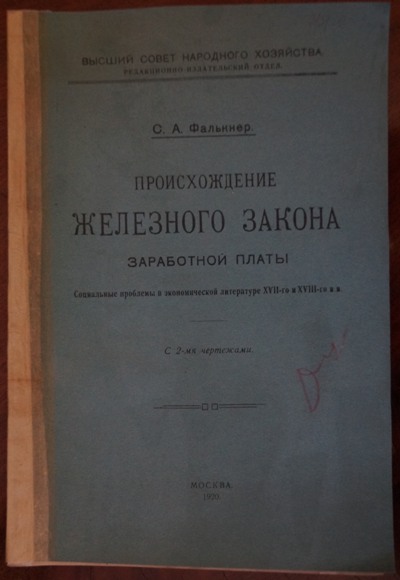 ВЫСШИЙ СОВЕТ НАРОДНОГО ХОЗЯЙСТВА.
РЕДАКЦИОННО-ИЗДАТЕЛЬСКИЙ ОТДЕЛ.
С. А. Фалькнер.
ПРОИСХОЖДЕНИЕ
ЖЕЛЕЗНОГО ЗАКОНА
ЗАРАБОТНОЙ ПЛАТЫ
Социальные проблемы в экономической литературе XVII-го и XVIII-го в.в.
С 2-мя чертежами.
МОСКВА.
1920.